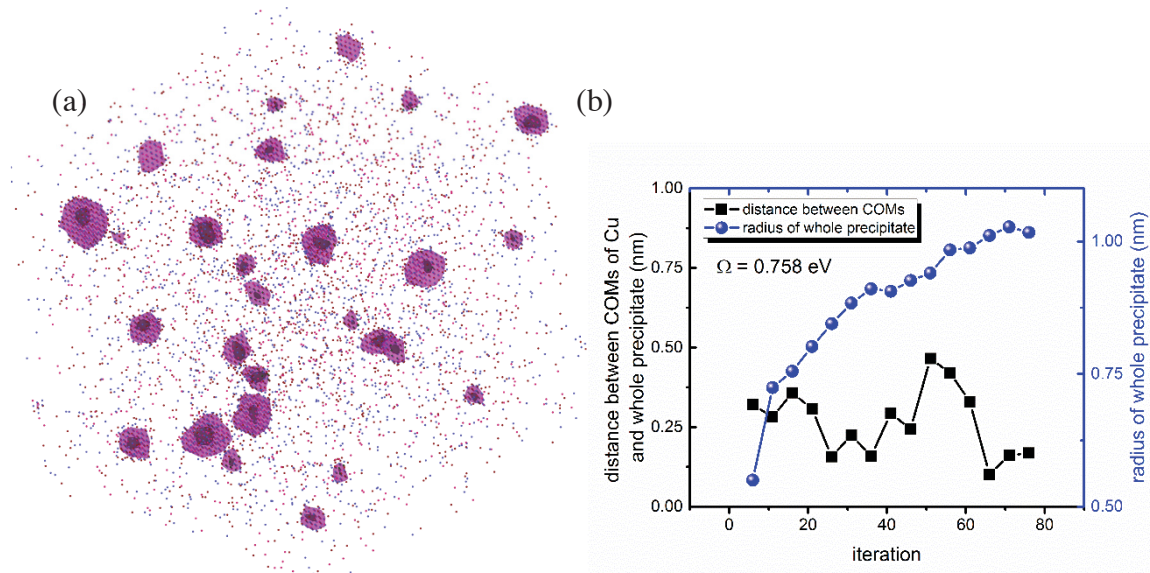 (a)
(b)
distance between COMs of Cu
and whole precipitate (nm)
1.00
0.75
0.50
0.25
0.00
distance between COMs
radius of whole precipitate
Ω = 0.758 eV
1.00
0.75
0.50
radius of whole precipitate (nm)
0
20
40
60
80
iteration